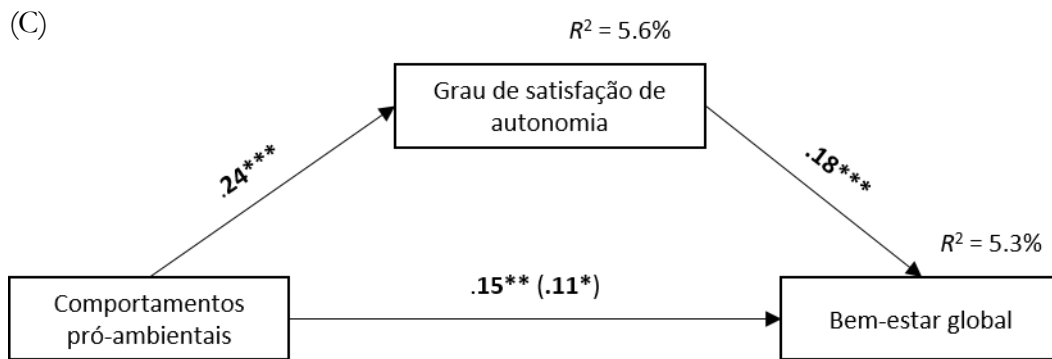 (C)
R² = 5.6%
Grau de satisfação de
autonomia
.24***
.18***
R² = 5.3%
Comportamentos
pró-ambientais
.15** (.11*)
Bem-estar global